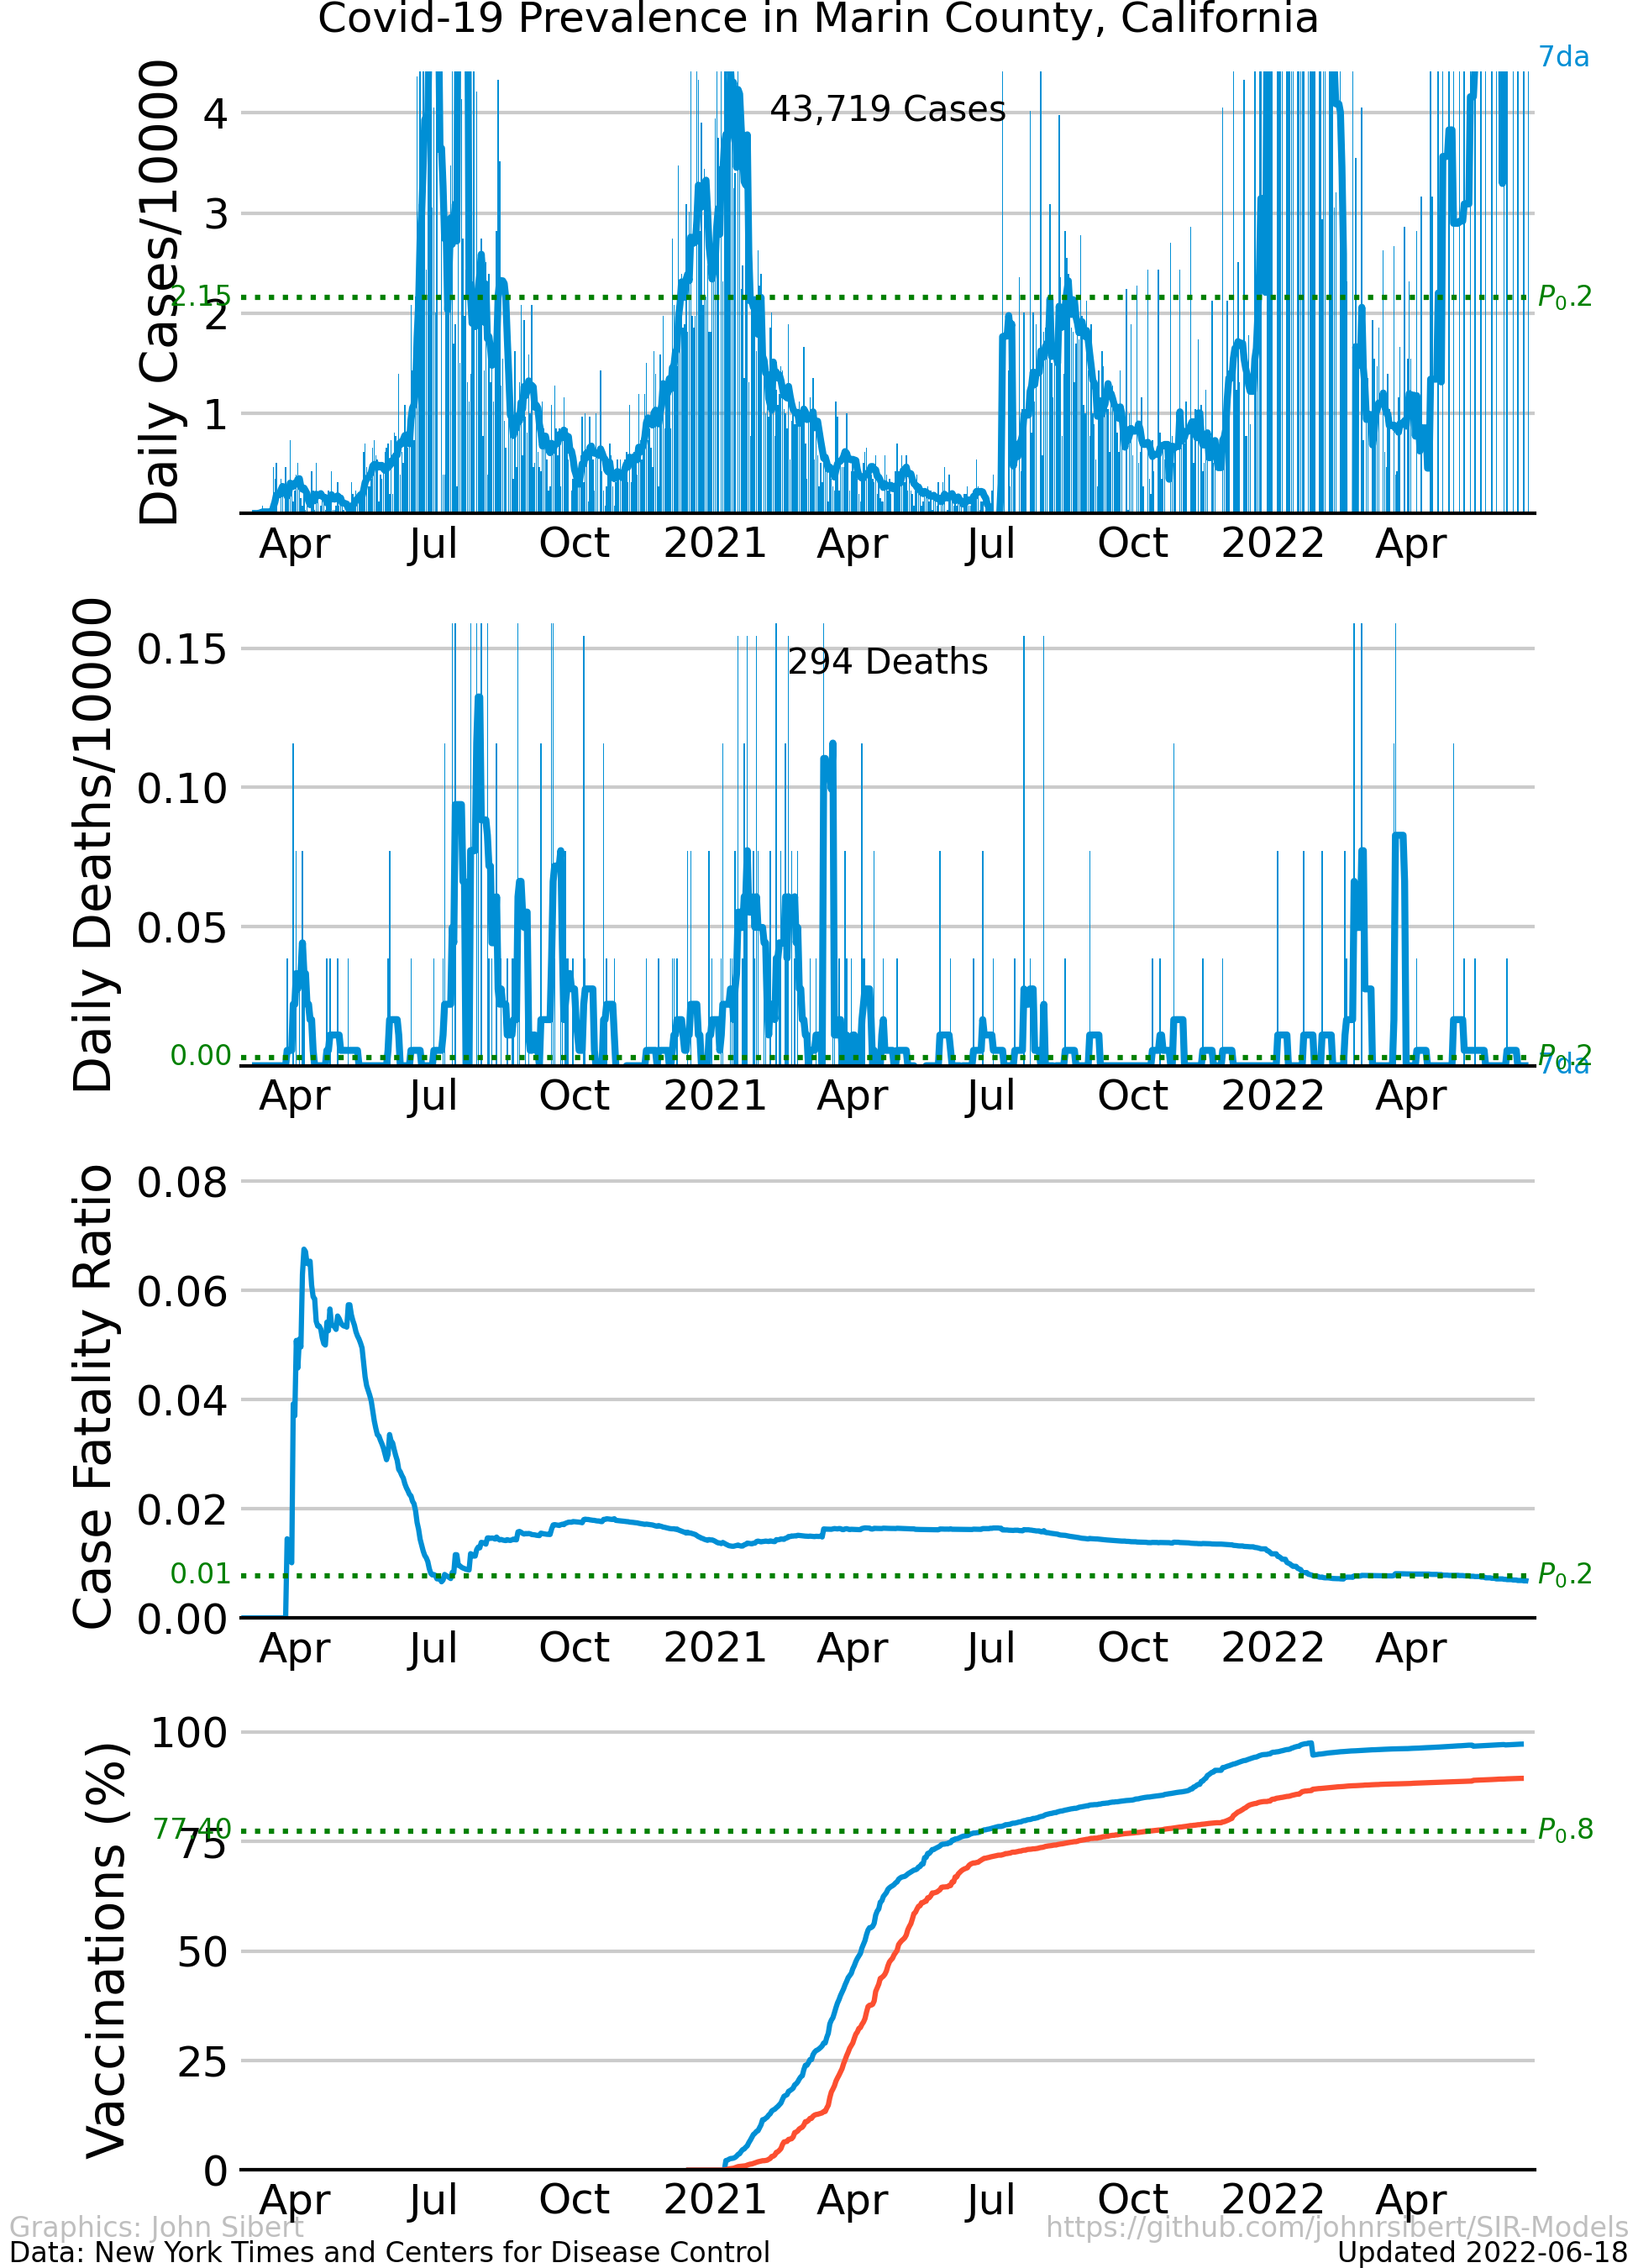 Covid-19 Prevalence in Marin County, California
7da
Daily Cases/10000
4
3
2
1
2.15
43,719 Cases
P₀.2
Apr Jul Oct 2021 Apr Jul Oct 2022 Apr
Daily Deaths/10000
0.15
0.10
0.05
0.00
294 Deaths
P₀.2
7da
Apr Jul Oct 2021 Apr Jul Oct 2022 Apr
Case Fatality Ratio
0.08
0.06
0.04
0.02
0.01
0.00
P₀.2
Apr Jul Oct 2021 Apr Jul Oct 2022 Apr
Vaccinations (%)
100
77.40
75
50
25
0
P₀.8
Apr Jul Oct 2021 Apr Jul Oct 2022 Apr
Graphics: John Sibert https://github.com/johnrsibert/SIR-Models
Data: New York Times and Centers for Disease Control Updated 2022-06-18